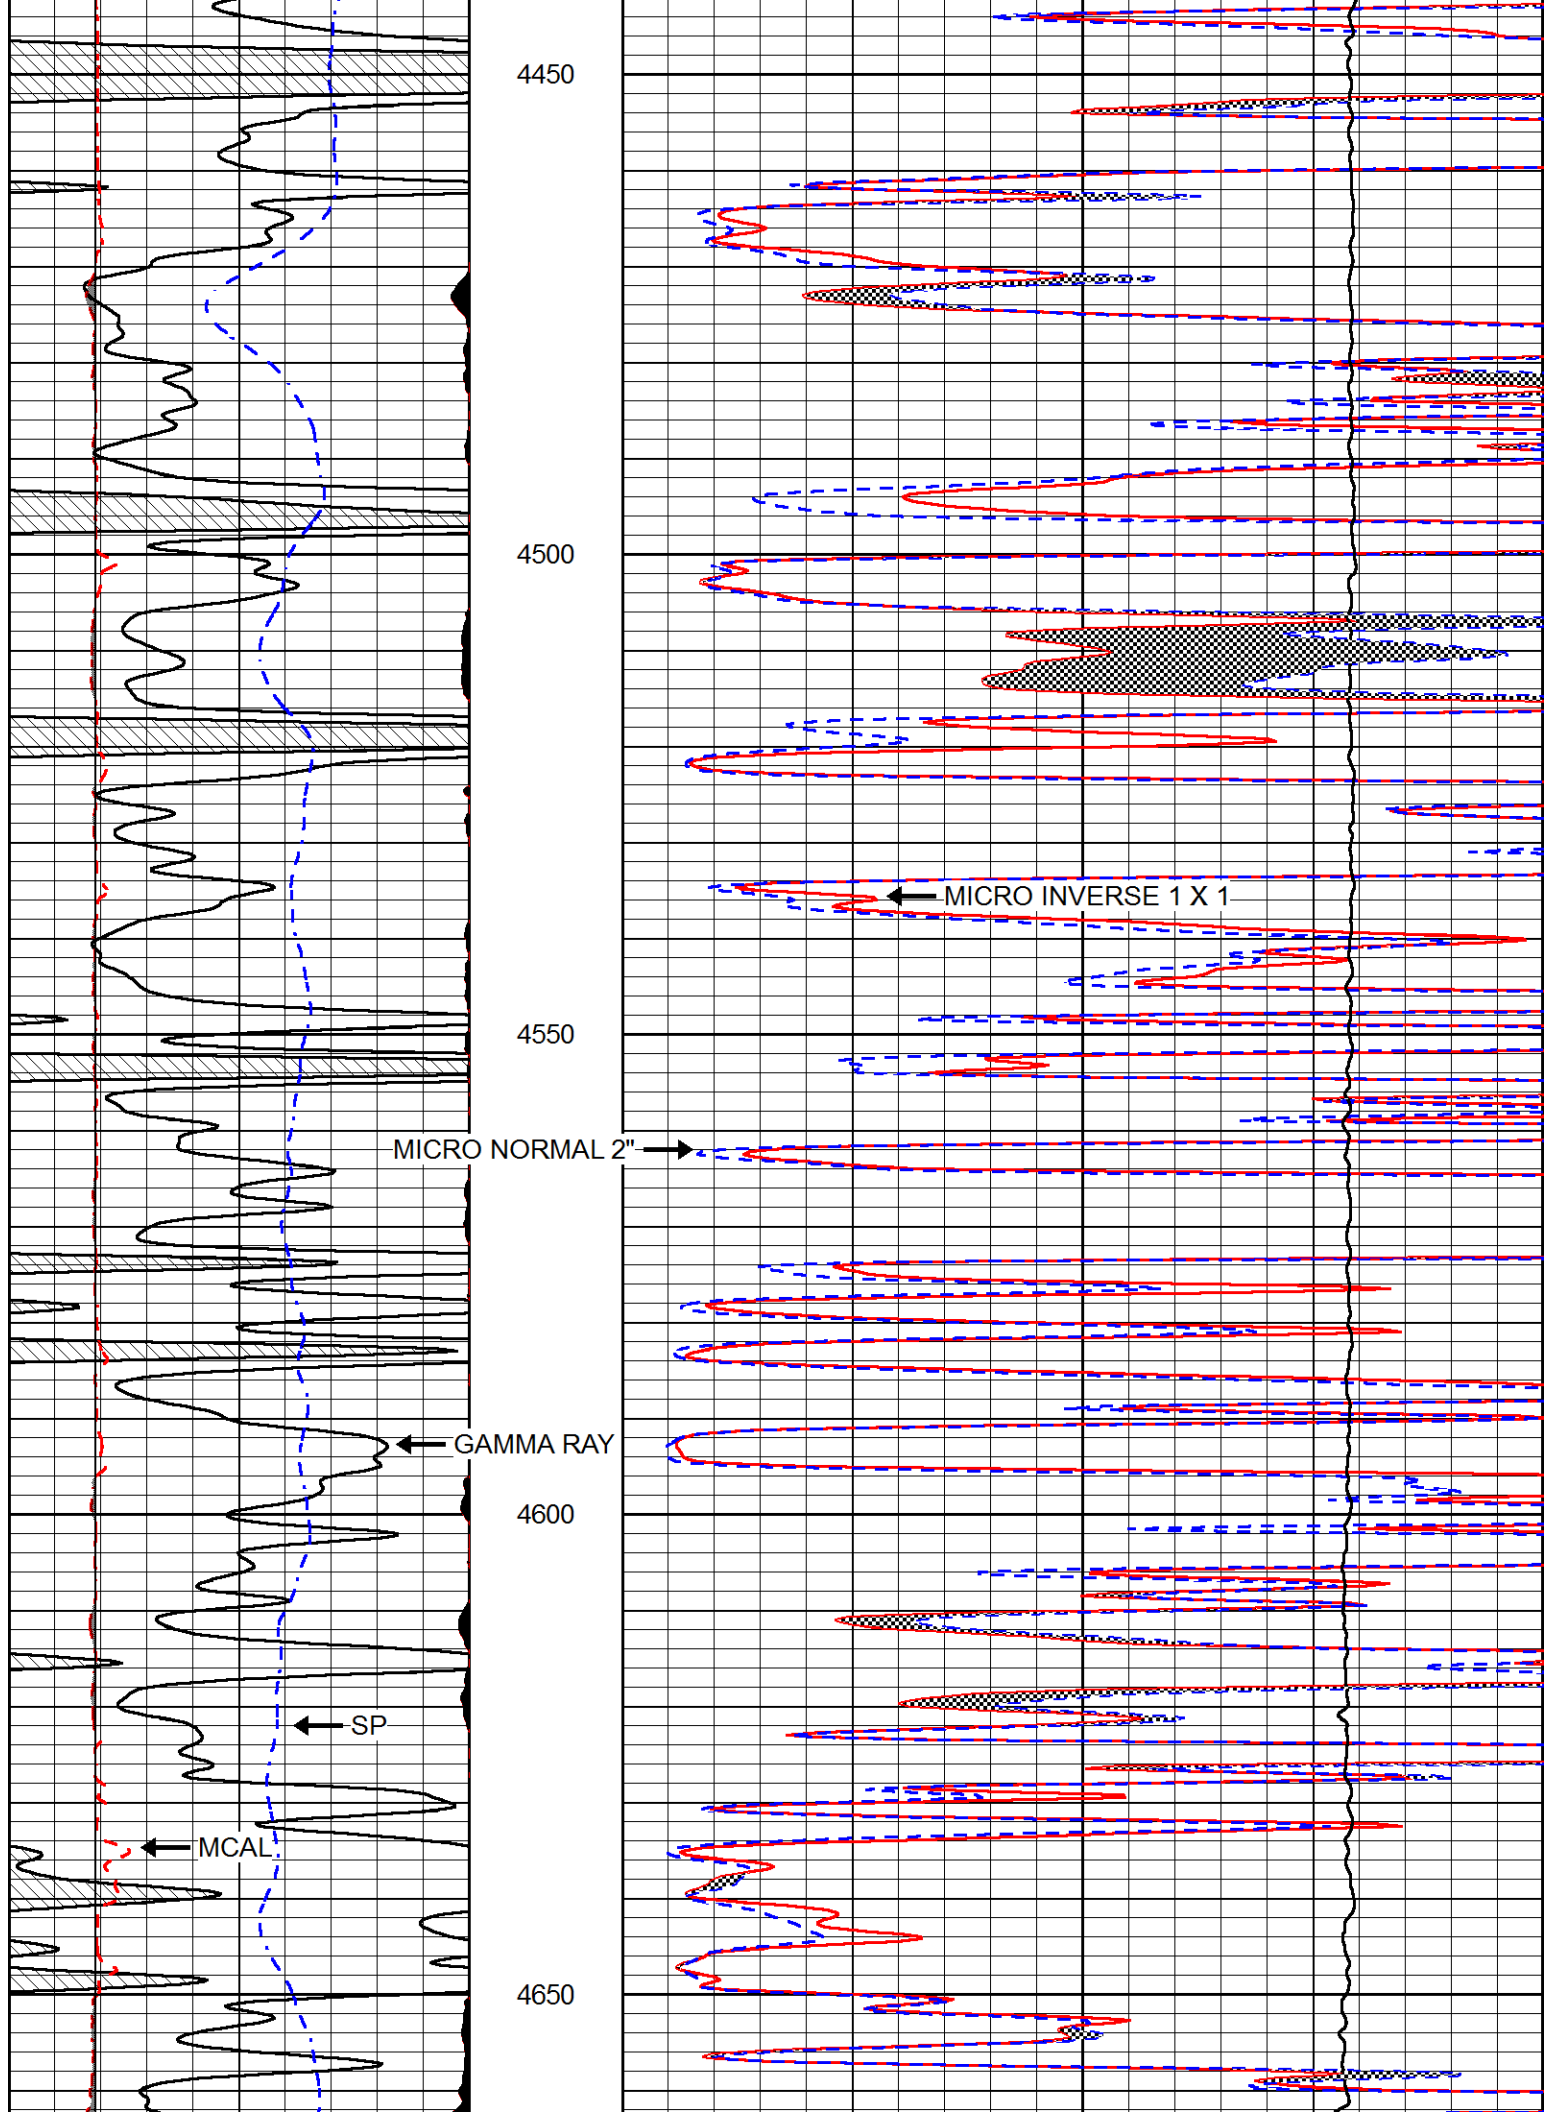 4450
4500
MICRO INVERSE 1 X 1
4550
MICRO NORMAL 2"
GAMMA RAY
4600
SP
MCAL
4650